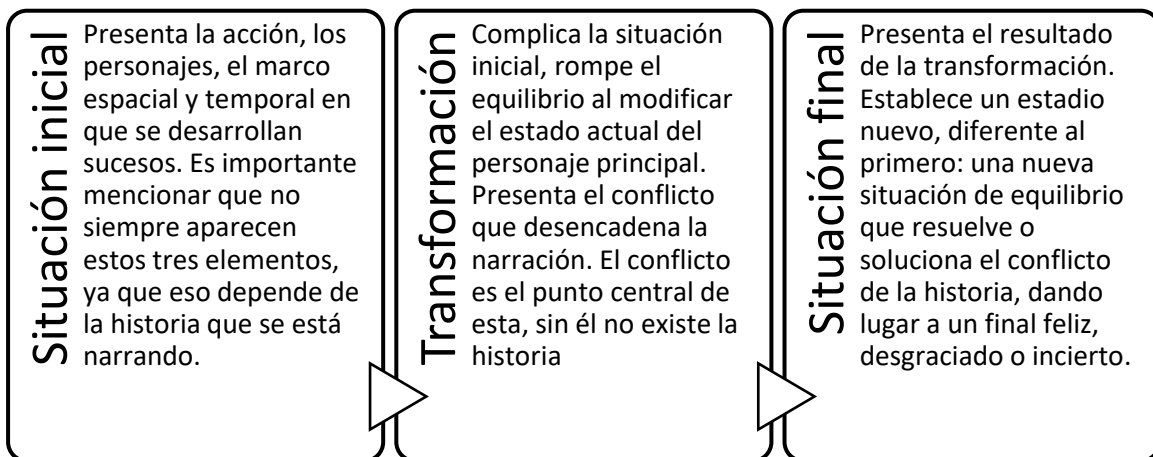 Situación inicial
Presenta la acción, los
personajes, el marco
espacial y temporal en
que se desarrollan
sucesos. Es importante
mencionar que no
siempre aparecen
estos tres elementos,
ya que eso depende de
la historia que se está
narrando.
Transformación
Complica la situación
inicial, rompe el
equilibrio al modificar
el estado actual del
personaje principal.
Presenta el conflicto
que desencadena la
narración. El conflicto
es el punto central de
esta, sin él no existe la
historia
Situación final
Presenta el resultado
de la transformación.
Establece un estadio
nuevo, diferente al
primero: una nueva
situación de equilibrio
que resuelve o
soluciona el conflicto
de la historia, dando
lugar a un final feliz,
desgraciado o incierto.